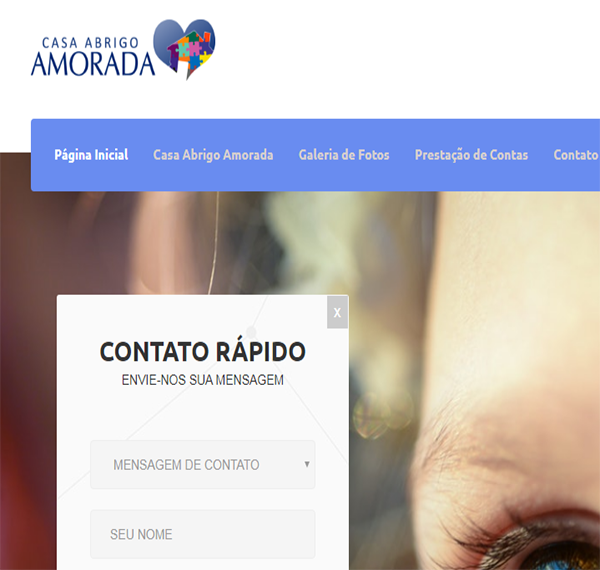 CASA ABRIGO
AMORADA
Página Inicial Casa Abrigo Amorada Galeria de Fotos Prestação de Contas Contato
X
CONTATO RÁPIDO
ENVIE-NOS SUA MENSAGEM
MENSAGEM DE CONTATO
SEU NOME